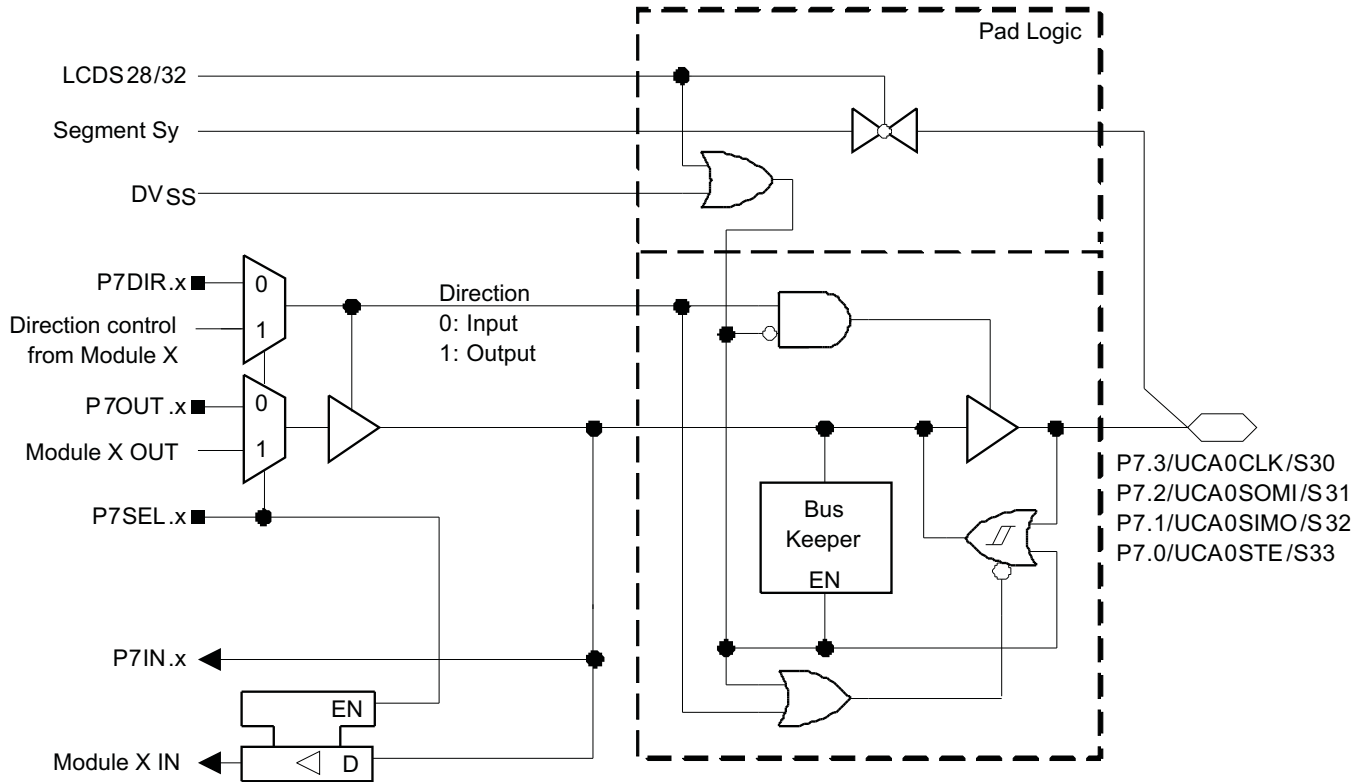 Pad Logic
LCDS28/32
Segment Sy
DVSS
P7DIR.x
0
Direction control
from Module X
1
Direction
0: Input
1: Output
P7OUT.x
0
Module X OUT
1
P7SEL.x
Bus
Keeper
EN
P7.3/UCA0CLK/S30
P7.2/UCA0SOMI/S31
P7.1/UCA0SIMO/S32
P7.0/UCA0STE/S33
P7IN.x
EN
Module X IN
D